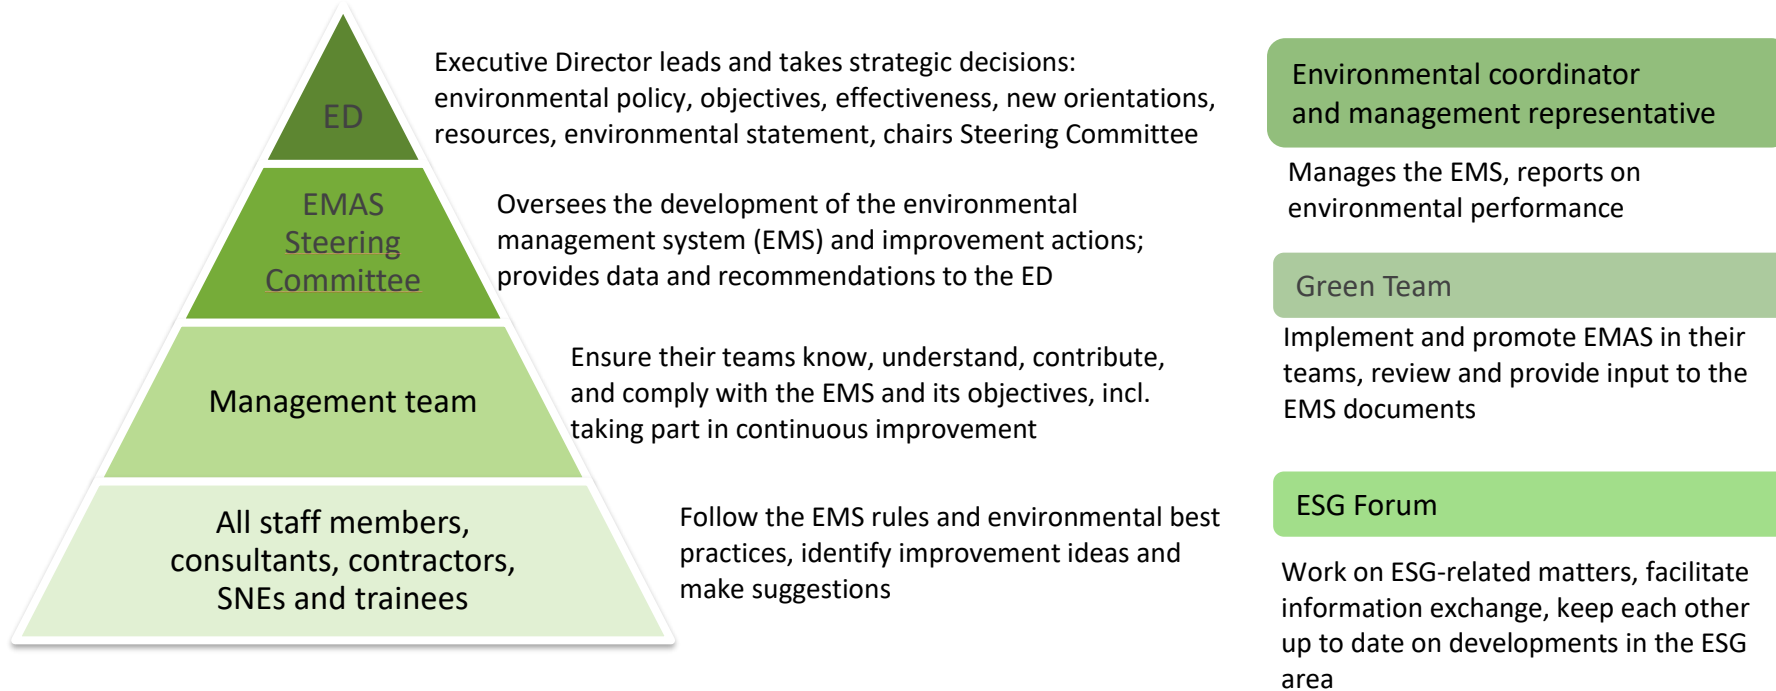 ED
Executive Director leads and takes strategic decisions:
environmental policy, objectives, effectiveness, new orientations,
resources, environmental statement, chairs Steering Committee
EMAS
Steering
Committee
Oversees the development of the environmental
management system (EMS) and improvement actions;
provides data and recommendations to the ED
Management team
Ensure their teams know, understand, contribute,
and comply with the EMS and its objectives, incl.
taking part in continuous improvement
All staff members,
consultants, contractors,
SNEs and trainees
Follow the EMS rules and environmental best
practices, identify improvement ideas and
make suggestions
Environmental coordinator
and management representative
Manages the EMS, reports on
environmental performance
Green Team
Implement and promote EMAS in their
teams, review and provide input to the
EMS documents
ESG Forum
Work on ESG-related matters, facilitate
information exchange, keep each other
up to date on developments in the ESG
area